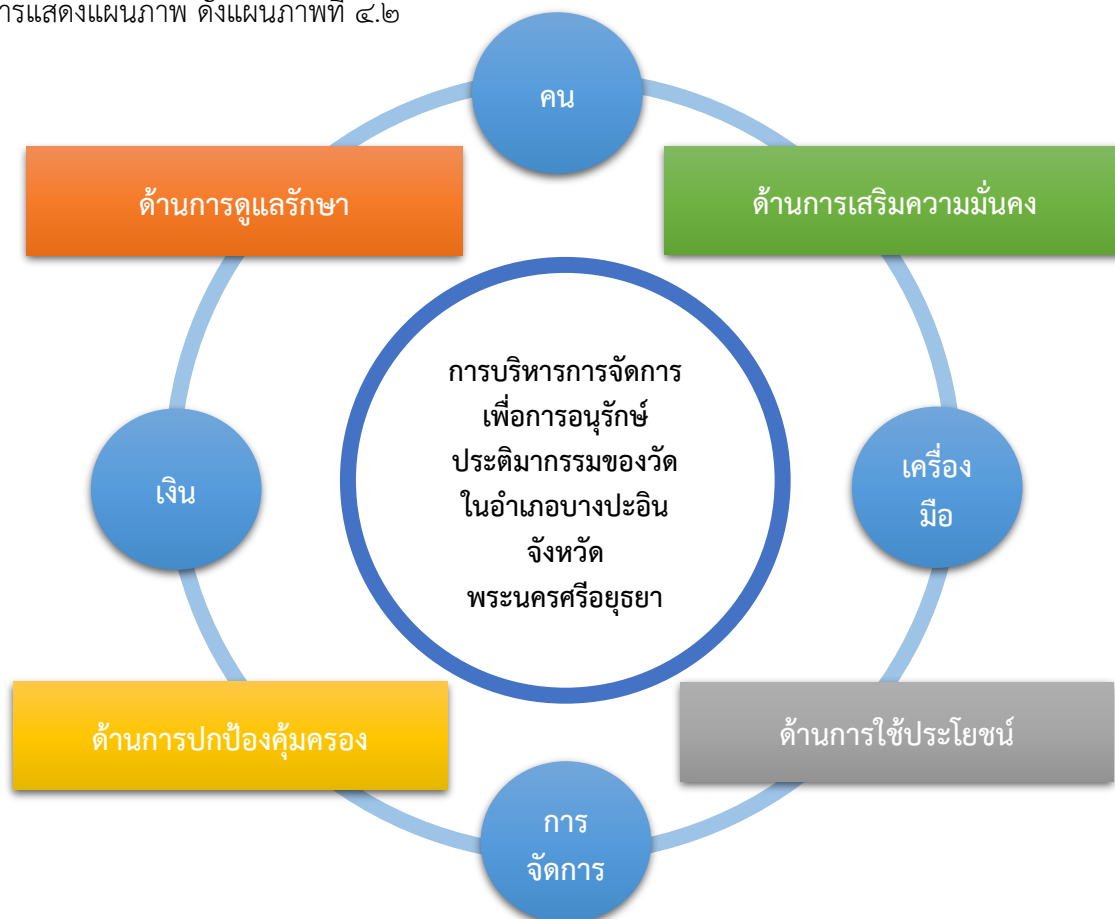 การแสดงแผนภาพ ดังแผนภาพที่ ๔.๒
คน
ด้านการดูแลรักษา
ด้านการเสริมความมั่นคง
การบริหารการจัดการ
เพื่อการอนุรักษ์
ประติมากรรมของวัด
ในอำเภอบางปะอิน
จังหวัด
พระนครศรีอยุธยา
เงิน
เครื่อง
มือ
ด้านการปกป้องคุ้มครอง
ด้านการใช้ประโยชน์
การ
จัดการ